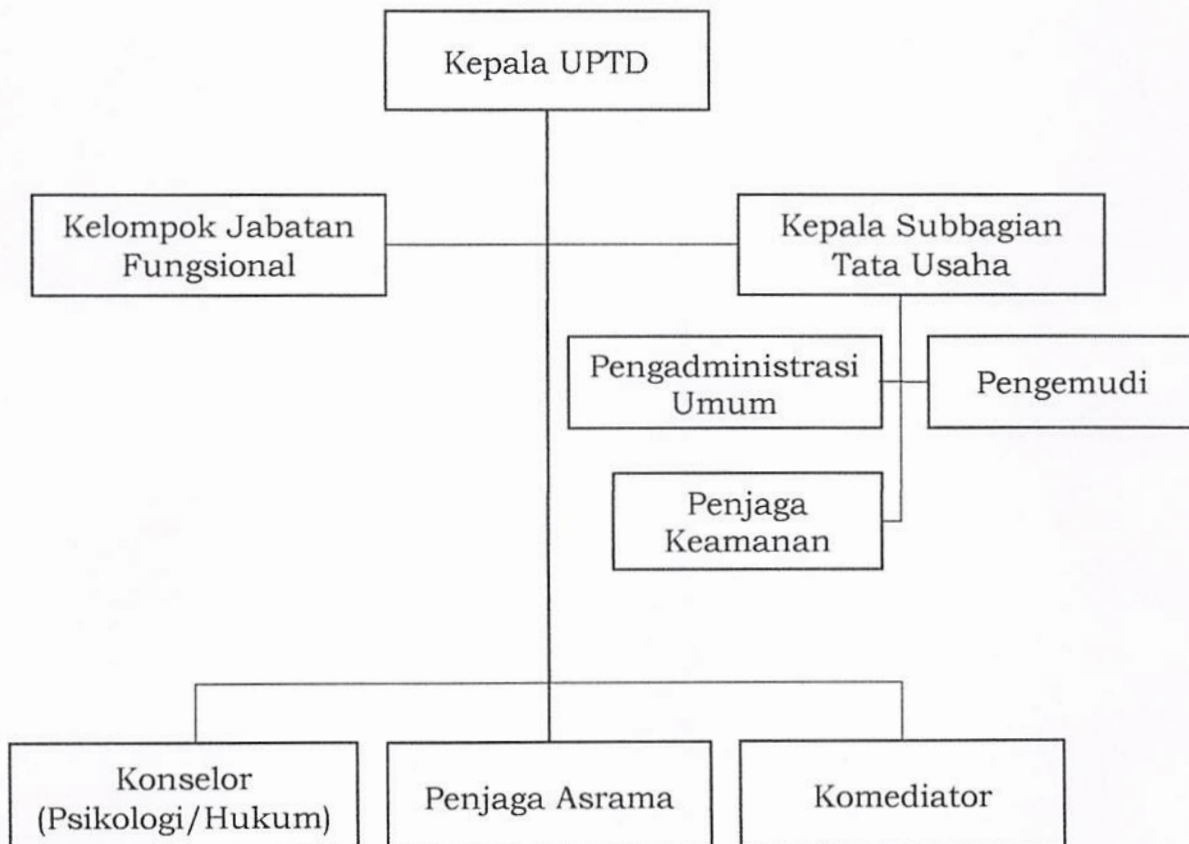 Kepala UPTD
Kelompok Jabatan
Fungsional
Kepala Subbagian
Tata Usaha
Pengadministrasi
Umum
Pengemudi
Penjaga
Keamanan
Konselor
(Psikologi/Hukum)
Penjaga Asrama
Komediator